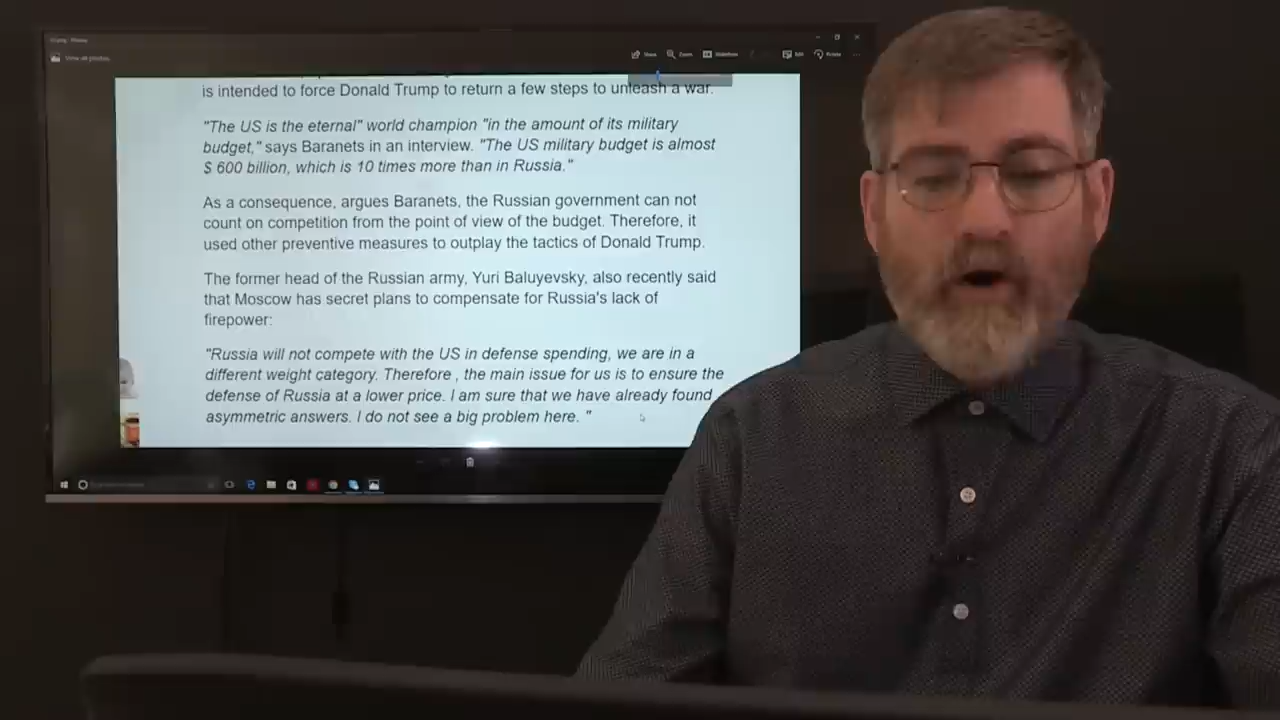 View all photos
Share Zoom Slideshow Edit Rotate
is intended to force Donald Trump to return a few steps to unleash a war.
"The US is the eternal" world champion "in the amount of its military
budget," says Baranets in an interview. "The US military budget is almost
$ 600 billion, which is 10 times more than in Russia."
As a consequence, argues Baranets, the Russian government can not
count on competition from the point of view of the budget. Therefore, it
used other preventive measures to outplay the tactics of Donald Trump.
The former head of the Russian army, Yuri Baluyevsky, also recently said
that Moscow has secret plans to compensate for Russia's lack of
firepower:
"Russia will not compete with the US in defense spending, we are in a
different weight category. Therefore , the main issue for us is to ensure the
defense of Russia at a lower price. I am sure that we have already found
asymmetric answers. I do not see a big problem here. "